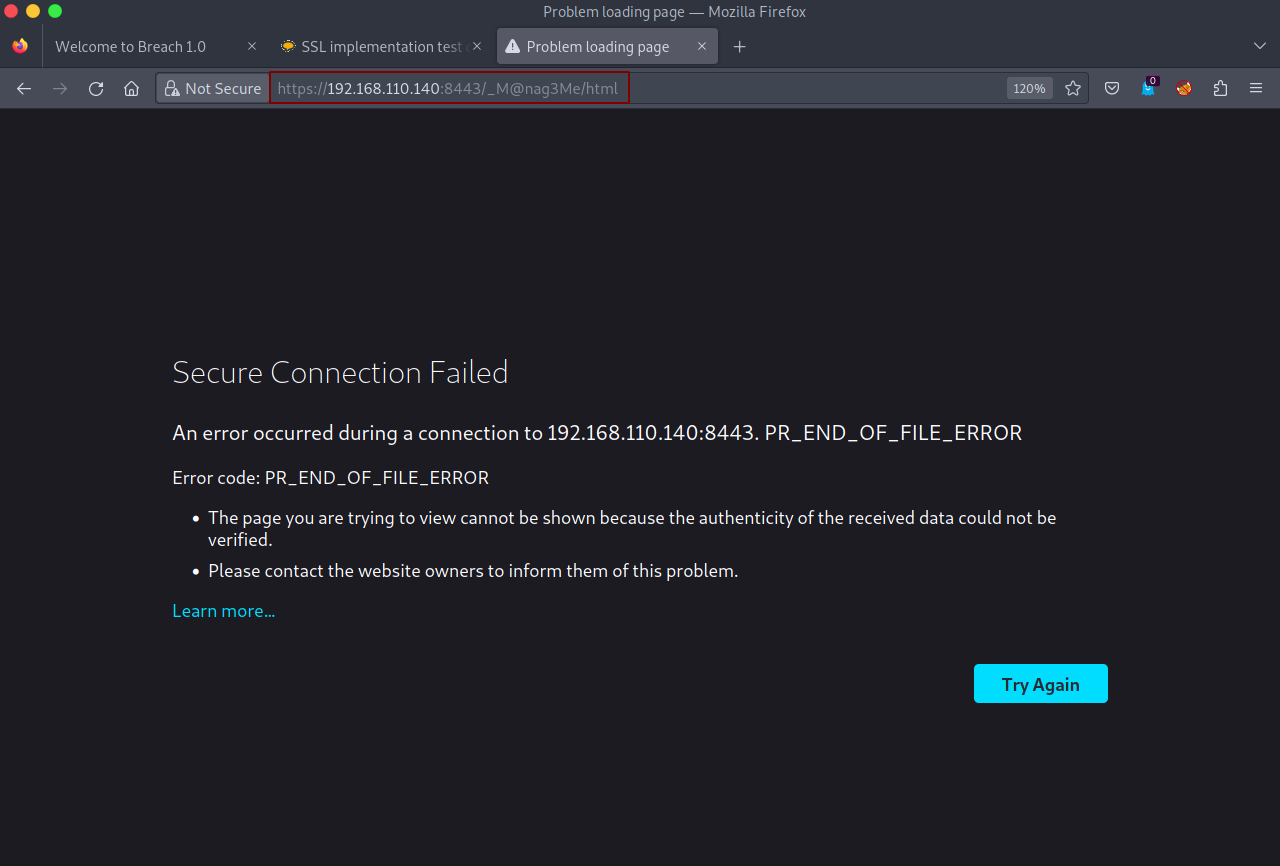 Problem loading page — Mozilla Firefox
Welcome to Breach 1.0
SSL implementation test
Problem loading page
Not Secure
https://192.168.110.140:8443/_M@nag3Me/html
120%
0
Secure Connection Failed
An error occurred during a connection to 192.168.110.140:8443. PR_END_OF_FILE_ERROR
Error code: PR_END_OF_FILE_ERROR
• The page you are trying to view cannot be shown because the authenticity of the received data could not be
verified.
• Please contact the website owners to inform them of this problem.
Learn more…
Try Again